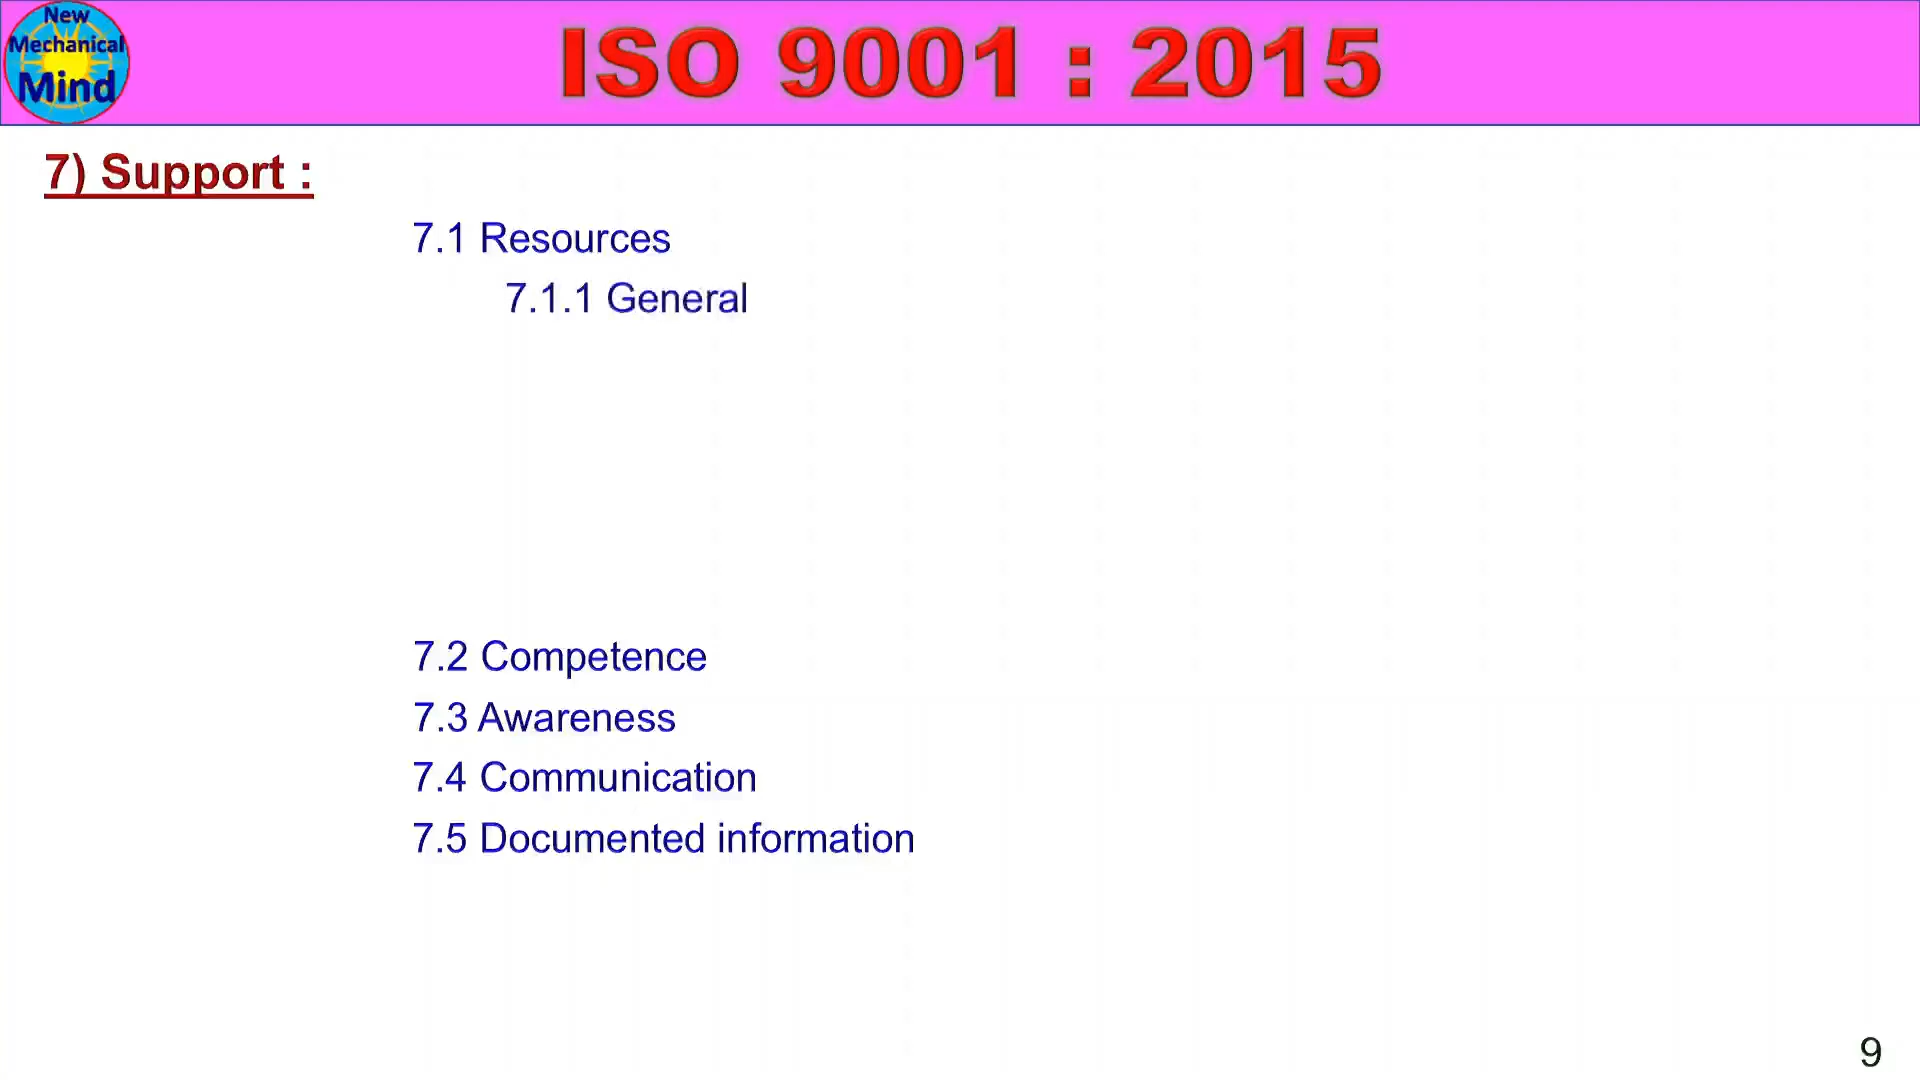 New
Mechanical
Mind
ISO 9001 : 2015
7) Support :
7.1 Resources
7.1.1 General
7.2 Competence
7.3 Awareness
7.4 Communication
7.5 Documented information
9